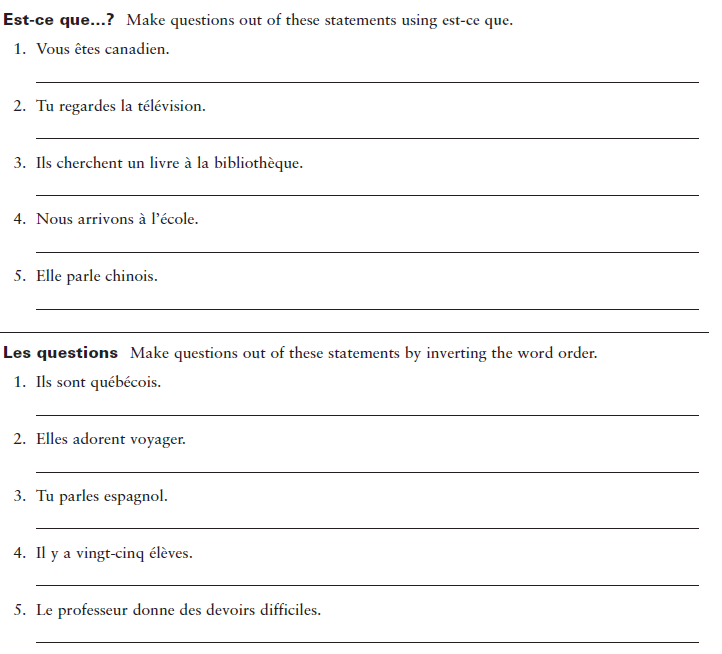 Est-ce que...? Make questions out of these statements using est-ce que.
1. Vous êtes canadien.
2. Tu regardes la télévision.
3. Ils cherchent un livre à la bibliothèque.
4. Nous arrivons à l'école.
5. Elle parle chinois.
Les questions Make questions out of these statements by inverting the word order.
1. Ils sont québécois.
2. Elles adorent voyager.
3. Tu parles espagnol.
4. Il y a vingt-cinq élèves.
5. Le professeur donne des devoirs difficiles.